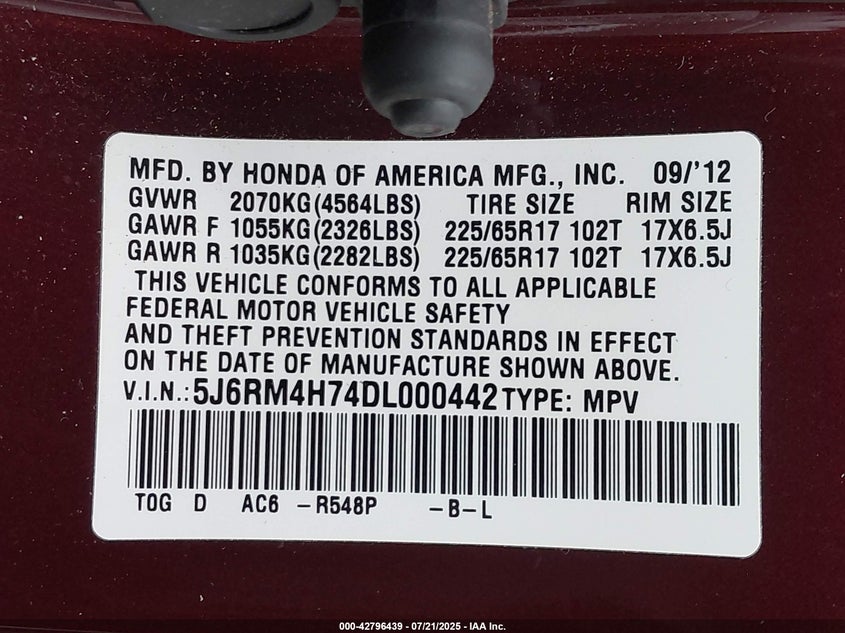 MFD. BY HONDA OF AMERICA MFG., INC. 09/'12
GVWR 2070KG(4564LBS) TIRE SIZE RIM SIZE
GAWR F 1055KG(2326LBS) 225/65R17 102T 17X6.5J
GAWR R 1035KG(2282LBS) 225/65R17 102T 17X6.5J
THIS VEHICLE CONFORMS TO ALL APPLICABLE
FEDERAL MOTOR VEHICLE SAFETY
AND THEFT PREVENTION STANDARDS IN EFFECT
ON THE DATE OF MANUFACTURE SHOWN ABOVE.
V.I.N.: 5J6RM4H74DL000442 TYPE: MPV
T0G D AC6 -R548P -B-L
000-42796439 - 07/21/2025 - IAA Inc.